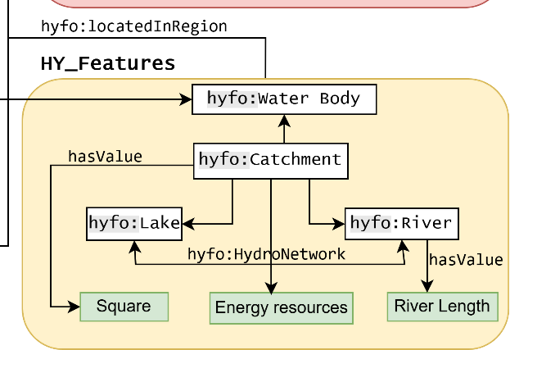 hyfo:locatedInRegion
HY_Features
hyfo:Water Body
hasValue
hyfo:Catchment
hyfo:Lake
hyfo:River
hyfo:HydroNetwork
hasValue
Square
Energy resources
River Length